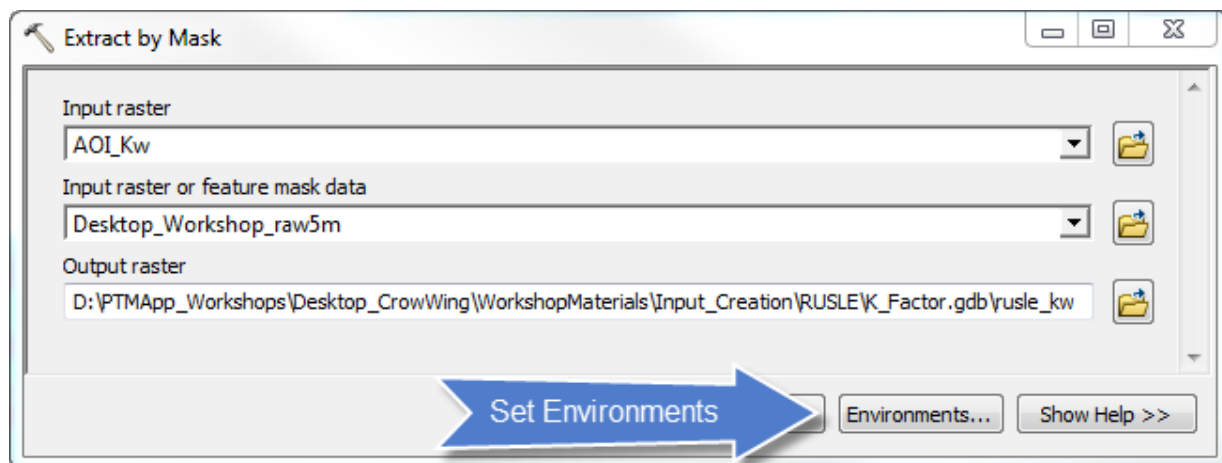 Extract by Mask
Input raster
AOI_Kw
Input raster or feature mask data
Desktop_Workshop_raw5m
Output raster
D:\PTMApp_Workshops\Desktop_CrowWing\WorkshopMaterials\Input_Creation\RUSLE\K_Factor.gdb\rusle_kw
Set Environments
Environments... Show Help >>